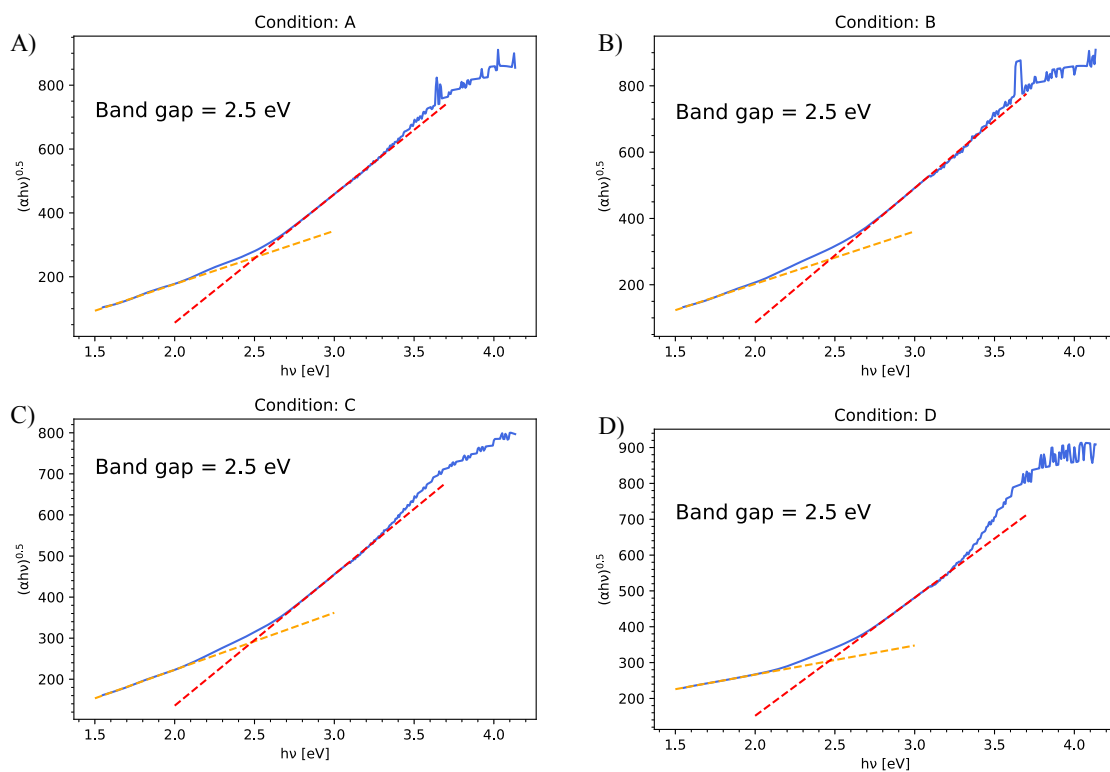 A)
Condition: A
Band gap = 2.5 eV
(αhν)^0.5
800
600
400
200
1.5 2.0 2.5 3.0 3.5 4.0
hν [eV]
B)
Condition: B
Band gap = 2.5 eV
(αhν)^0.5
800
600
400
200
0
1.5 2.0 2.5 3.0 3.5 4.0
hν [eV]
C)
Condition: C
Band gap = 2.5 eV
(αhν)^0.5
800
700
600
500
400
300
200
1.5 2.0 2.5 3.0 3.5 4.0
hν [eV]
D)
Condition: D
Band gap = 2.5 eV
(αhν)^0.5
900
800
700
600
500
400
300
200
1.5 2.0 2.5 3.0 3.5 4.0
hν [eV]